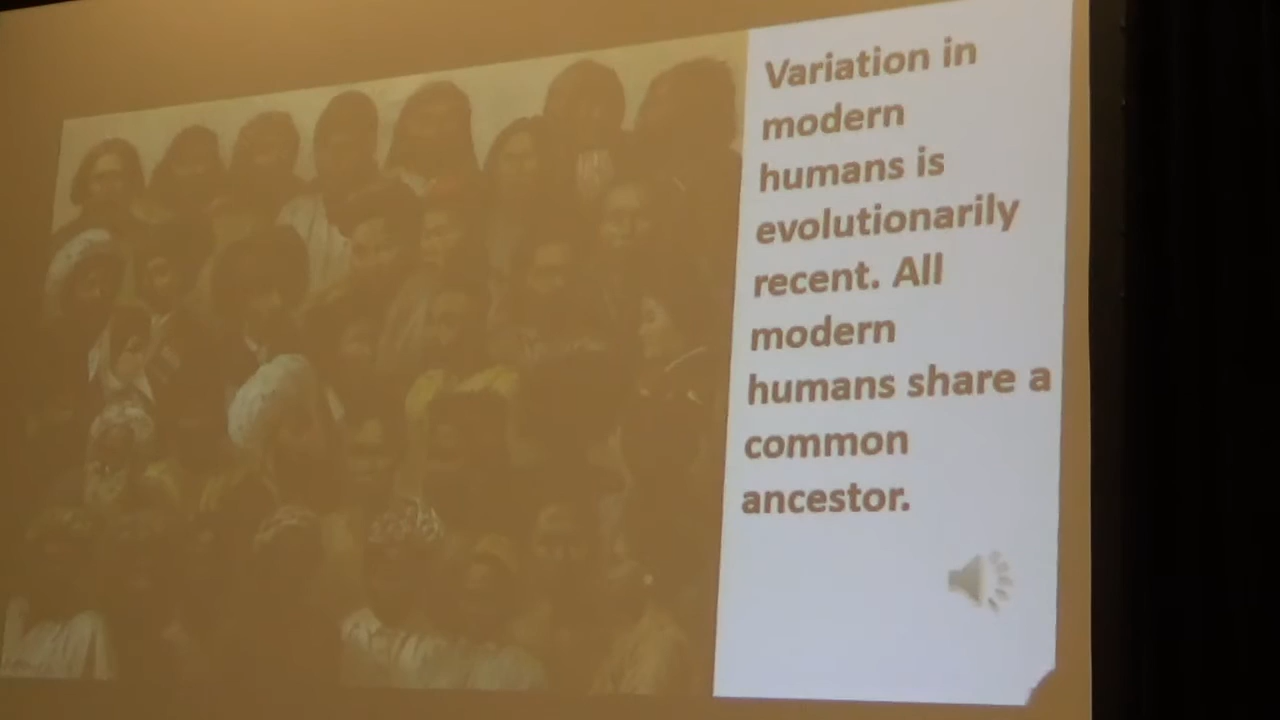 Variation in
modern
humans is
evolutionarily
recent. All
modern
humans share a
common
ancestor.